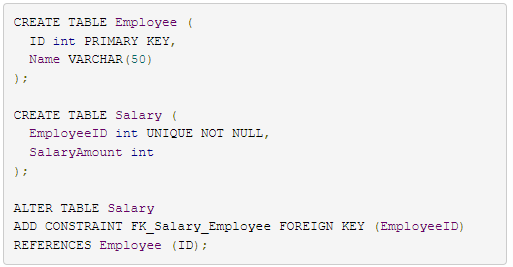 CREATE TABLE Employee (
  ID int PRIMARY KEY,
  Name VARCHAR(50)
);

CREATE TABLE Salary (
  EmployeeID int UNIQUE NOT NULL,
  SalaryAmount int
);

ALTER TABLE Salary
ADD CONSTRAINT FK_Salary_Employee FOREIGN KEY (EmployeeID)
REFERENCES Employee (ID);